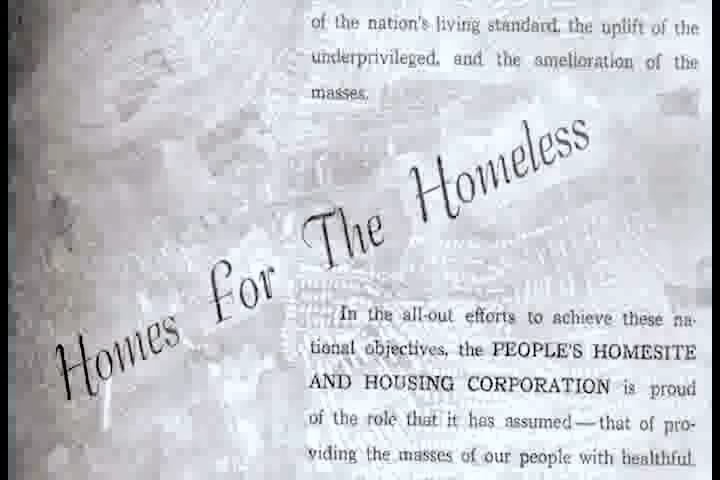 of the nation's living standard, the uplift of the
underprivileged, and the amelioration of the
masses.
Homes for The Homeless
In the all-out efforts to achieve these na-
tional objectives, the PEOPLE'S HOMESITE
AND HOUSING CORPORATION is proud
of the role that it has assumed—that of pro-
viding the masses of our people with healthful,